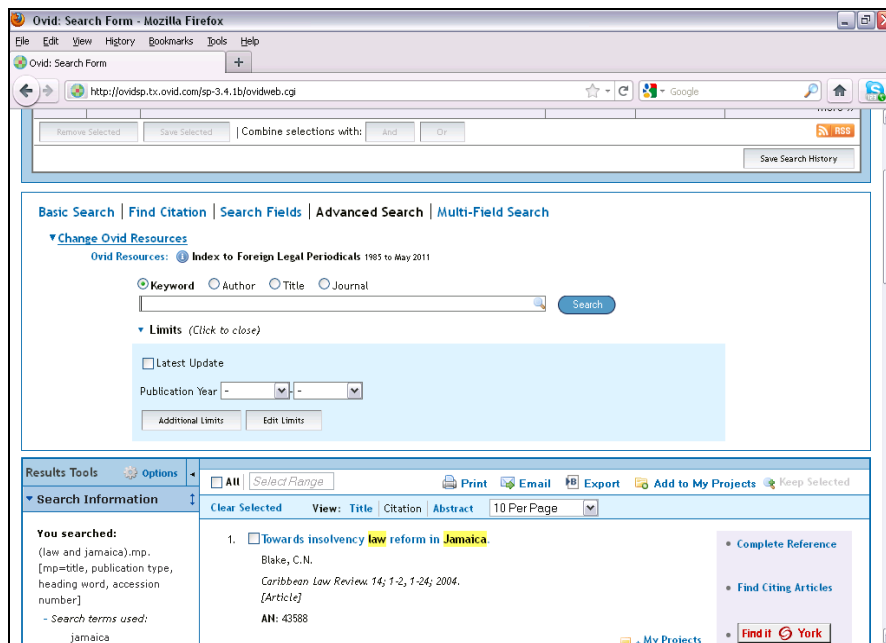 Ovid: Search Form - Mozilla Firefox
File Edit View History Bookmarks Tools Help
Ovid: Search Form
http://ovidsp.tx.ovid.com/sp-3.4.1b/ovidweb.cgi Google
Remove Selected Save Selected | Combine selections with: And Or RSS
Save Search History
Basic Search | Find Citation | Search Fields | Advanced Search | Multi-Field Search
Change Ovid Resources
Ovid Resources: Index to Foreign Legal Periodicals 1985 to May 2011
Keyword Author Title Journal
Search
Limits (Click to close)
Latest Update
Publication Year - - -
Additional Limits Edit Limits
Results Tools Options
All Select Range Print Email Export Add to My Projects Keep Selected
Search Information
Clear Selected View: Title Citation Abstract 10 Per Page
You searched:
(law and jamaica).mp.
[mp=title, publication type,
heading word, accession
number]
- Search terms used:
jamaica
1. Towards insolvency law reform in Jamaica.
Blake, C.N.
Caribbean Law Review. 14; 1-2, 1-24; 2004.
[Article]
AN: 43588
My Projects
• Complete Reference
• Find Citing Articles
• Find it @ York